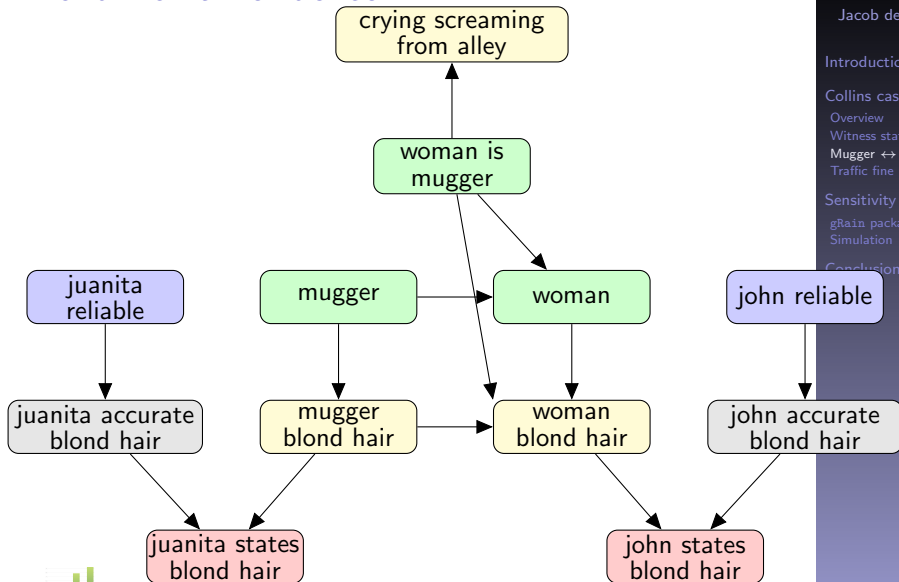 crying screaming
from alley
woman is
mugger
juanita
reliable
mugger
woman
john reliable
juanita accurate
blond hair
mugger
blond hair
woman
blond hair
john accurate
blond hair
juanita states
blond hair
john states
blond hair
Jacob de
Introductio
Collins cas
Overview
Witness sta
Mugger ↔
Traffic fine
Sensitivity
gRain packa
Simulation
Conclusion